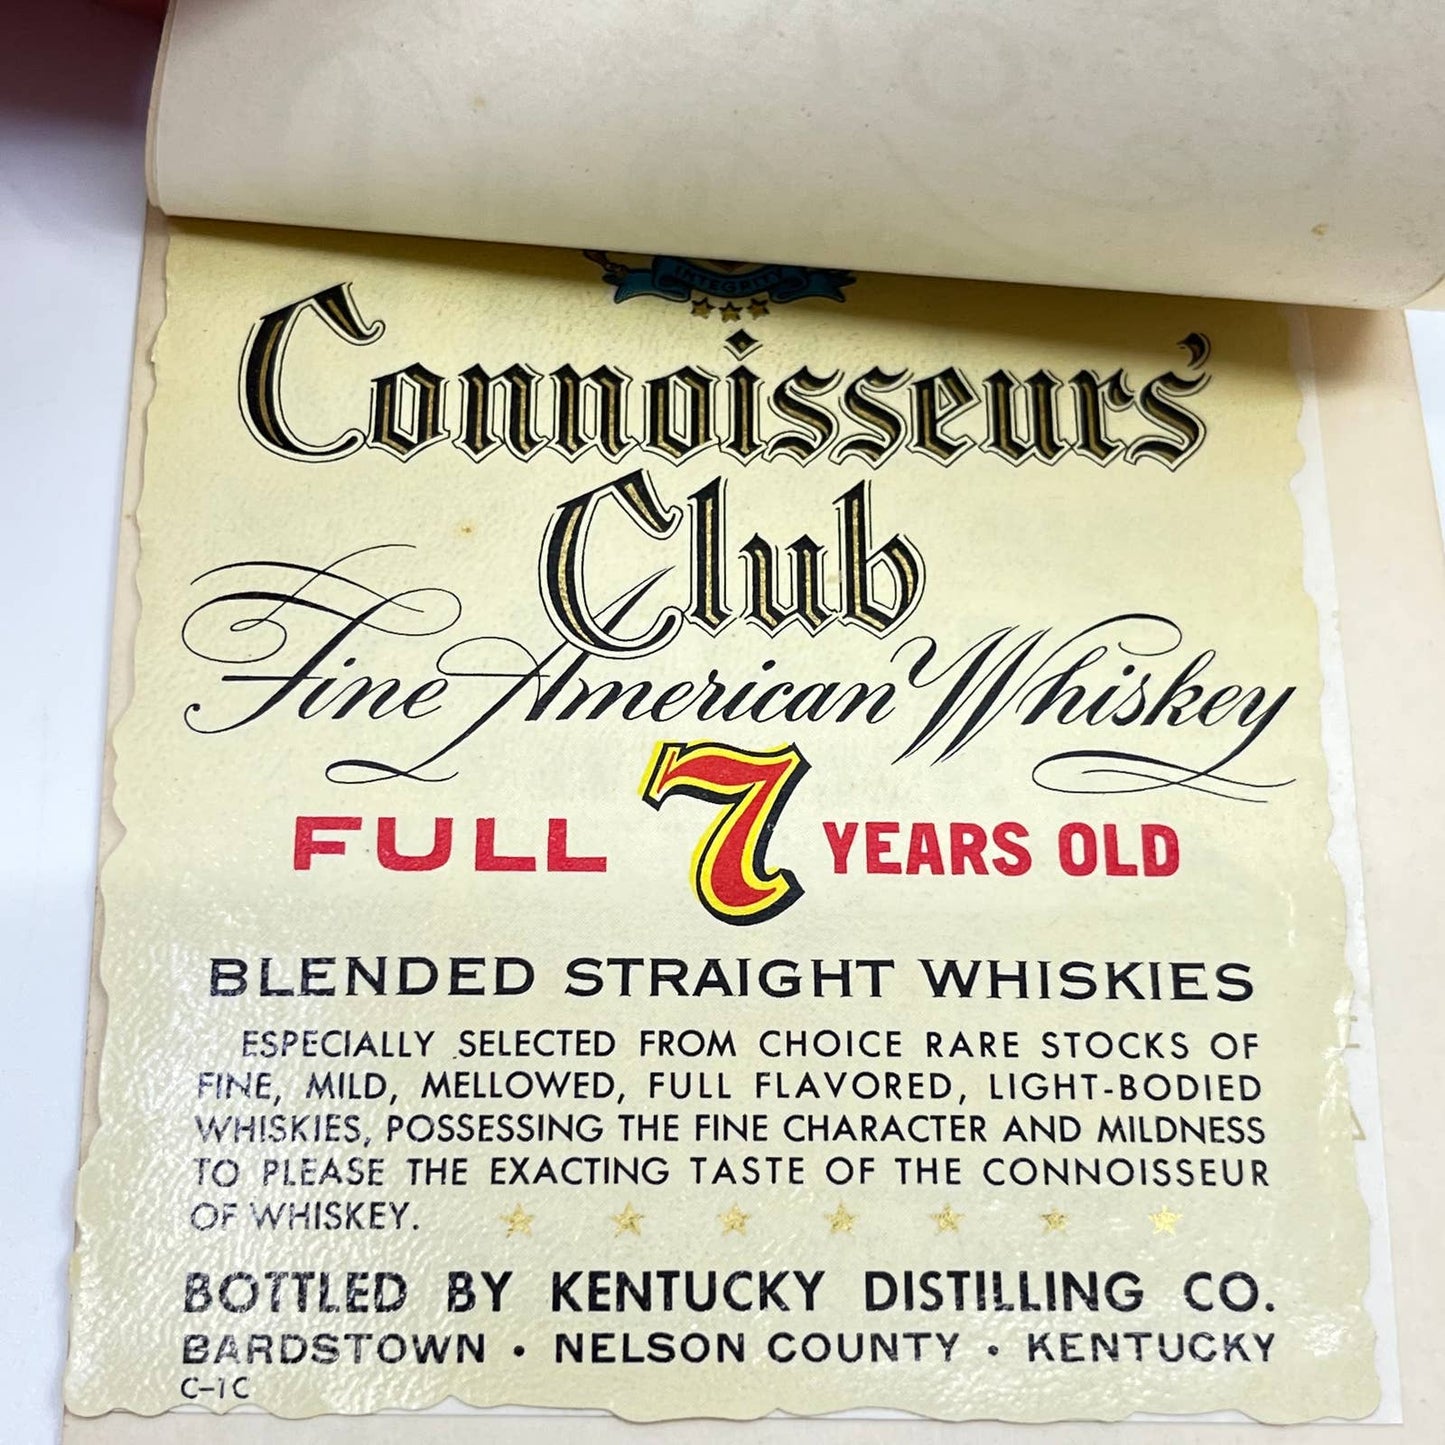 INTEGRITY
Connoisseurs'
Club
Fine American Whiskey
FULL 7 YEARS OLD
BLENDED STRAIGHT WHISKIES
ESPECIALLY SELECTED FROM CHOICE RARE STOCKS OF
FINE, MILD, MELLOWED, FULL FLAVORED, LIGHT-BODIED
WHISKIES, POSSESSING THE FINE CHARACTER AND MILDNESS
TO PLEASE THE EXACTING TASTE OF THE CONNOISSEUR
OF WHISKEY.
BOTTLED BY KENTUCKY DISTILLING CO.
BARDSTOWN • NELSON COUNTY • KENTUCKY
C-1C